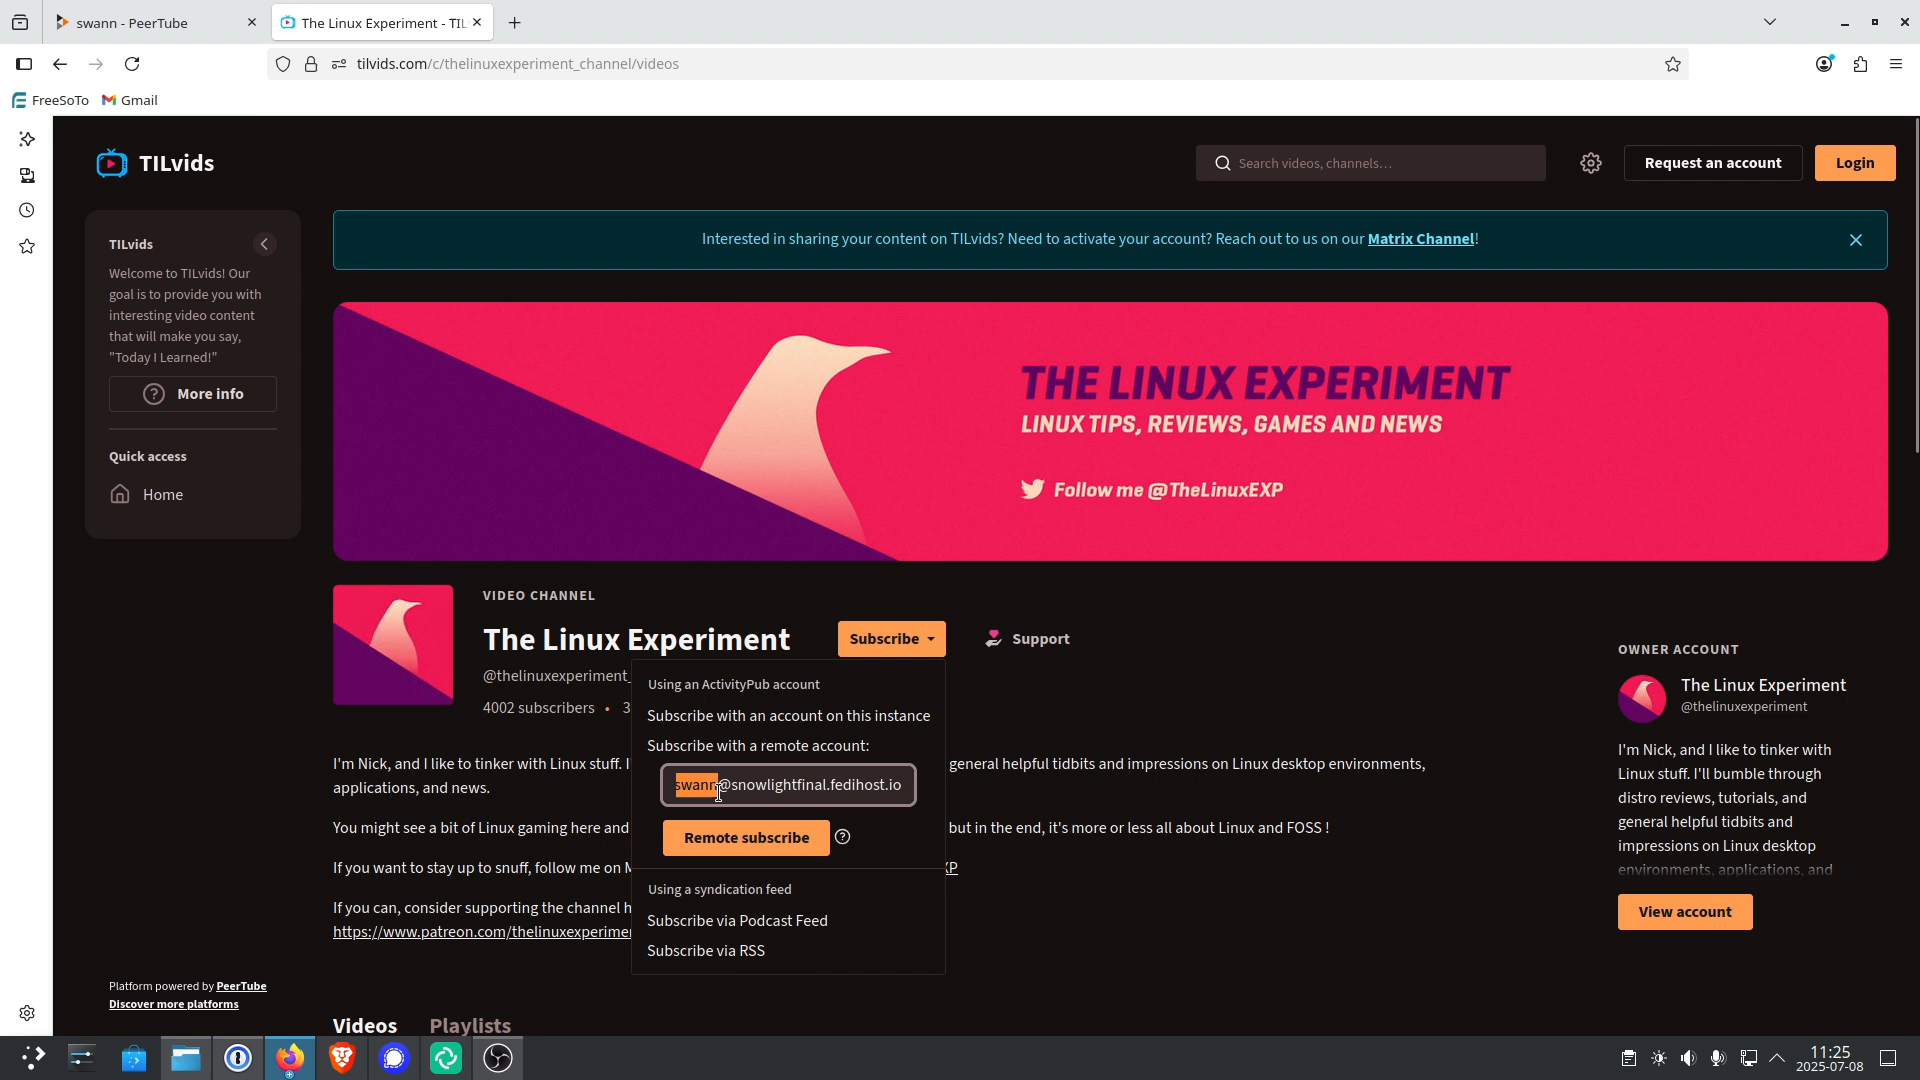 swann - PeerTube
The Linux Experiment - TIL
tilvids.com/c/thelinuxexperiment_channel/videos
FreeSoTo
Gmail
TILvids
Search videos, channels…
Request an account
Login
TILvids
Welcome to TILvids! Our
goal is to provide you with
interesting video content
that will make you say,
"Today I Learned!"
More info
Quick access
Home
Interested in sharing your content on TILvids? Need to activate your account? Reach out to us on our Matrix Channel!
THE LINUX EXPERIMENT
LINUX TIPS, REVIEWS, GAMES AND NEWS
Follow me @TheLinuxEXP
VIDEO CHANNEL
The Linux Experiment
Subscribe
Support
@thelinuxexperiment_
4002 subscribers • 3
Using an ActivityPub account
Subscribe with an account on this instance
Subscribe with a remote account:
swann@snowlightfinal.fedihost.io
Remote subscribe
Using a syndication feed
Subscribe via Podcast Feed
Subscribe via RSS
I'm Nick, and I like to tinker with Linux stuff. I' general helpful tidbits and impressions on Linux desktop environments,
applications, and news.
You might see a bit of Linux gaming here and but in the end, it's more or less all about Linux and FOSS !
If you want to stay up to snuff, follow me on M XP
If you can, consider supporting the channel h
https://www.patreon.com/thelinuxexperimen
OWNER ACCOUNT
The Linux Experiment
@thelinuxexperiment
I'm Nick, and I like to tinker with
Linux stuff. I'll bumble through
distro reviews, tutorials, and
general helpful tidbits and
impressions on Linux desktop
environments, applications, and
View account
Platform powered by PeerTube
Discover more platforms
Videos
Playlists
11:25
2025-07-08